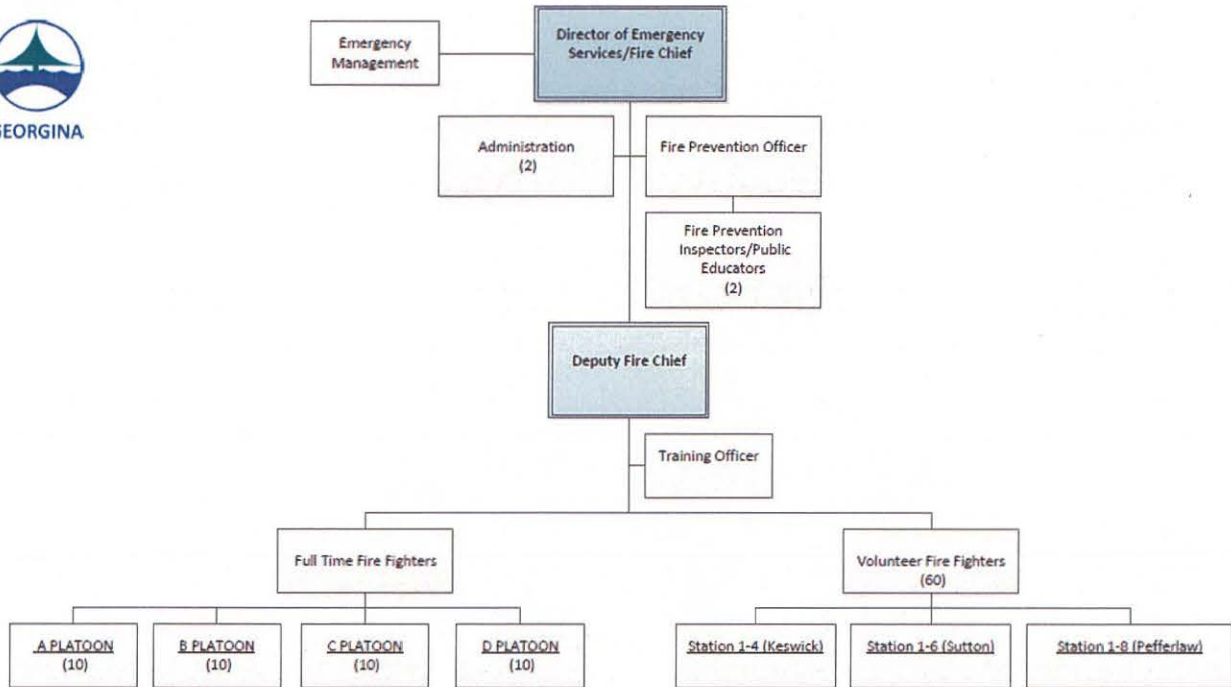 GEORGINA
Emergency
Management
Director of Emergency
Services/Fire Chief
Administration
(2)
Fire Prevention Officer
Fire Prevention
Inspectors/Public
Educators
(2)
Deputy Fire Chief
Training Officer
Full Time Fire Fighters
Volunteer Fire Fighters
(60)
A PLATOON
(10)
B PLATOON
(10)
C PLATOON
(10)
D PLATOON
(10)
Station 1-4 (Keswick)
Station 1-6 (Sutton)
Station 1-8 (Pefferlaw)